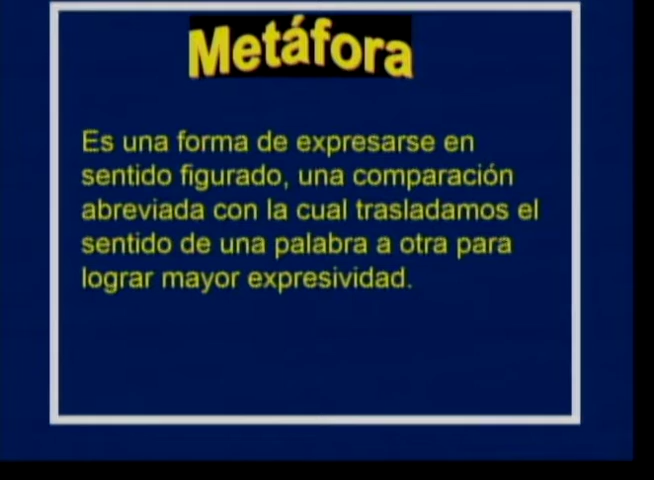 Metáfora
Es una forma de expresarse en
sentido figurado, una comparación
abreviada con la cual trasladamos el
sentido de una palabra a otra para
lograr mayor expresividad.